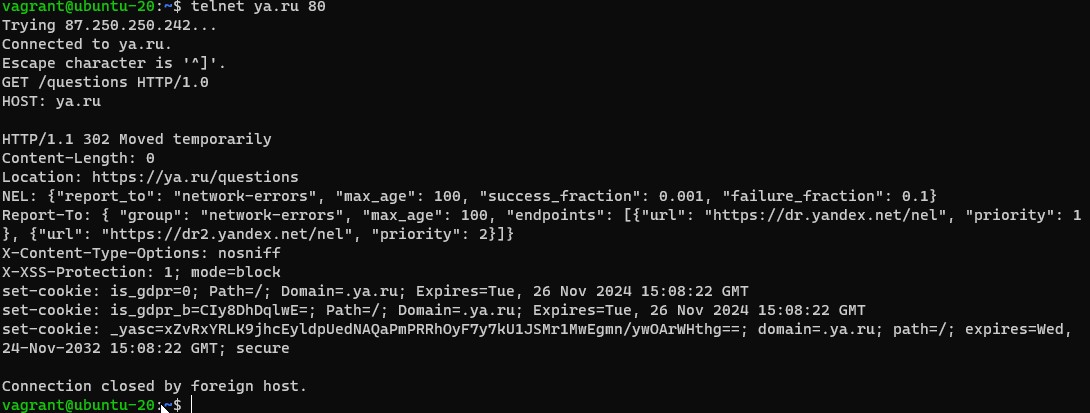 vagrant@ubuntu-20:~$ telnet ya.ru 80
Trying 87.250.250.242...
Connected to ya.ru.
Escape character is '^]'.
GET /questions HTTP/1.0
HOST: ya.ru

HTTP/1.1 302 Moved temporarily
Content-Length: 0
Location: https://ya.ru/questions
NEL: {"report_to": "network-errors", "max_age": 100, "success_fraction": 0.001, "failure_fraction": 0.1}
Report-To: { "group": "network-errors", "max_age": 100, "endpoints": [{"url": "https://dr.yandex.net/nel", "priority": 1
}, {"url": "https://dr2.yandex.net/nel", "priority": 2}]}
X-Content-Type-Options: nosniff
X-XSS-Protection: 1; mode=block
set-cookie: is_gdpr=0; Path=/; Domain=.ya.ru; Expires=Tue, 26 Nov 2024 15:08:22 GMT
set-cookie: is_gdpr_b=CIy8DhDqlwE=; Path=/; Domain=.ya.ru; Expires=Tue, 26 Nov 2024 15:08:22 GMT
set-cookie: _yasc=xZvRxYRLK9jhcEyldpUedNAQaPmPRRhOyF7y7kU1JSMr1MwEgmn/ywOArWHthg==; domain=.ya.ru; path=/; expires=Wed,
24-Nov-2032 15:08:22 GMT; secure

Connection closed by foreign host.
vagrant@ubuntu-20:~$